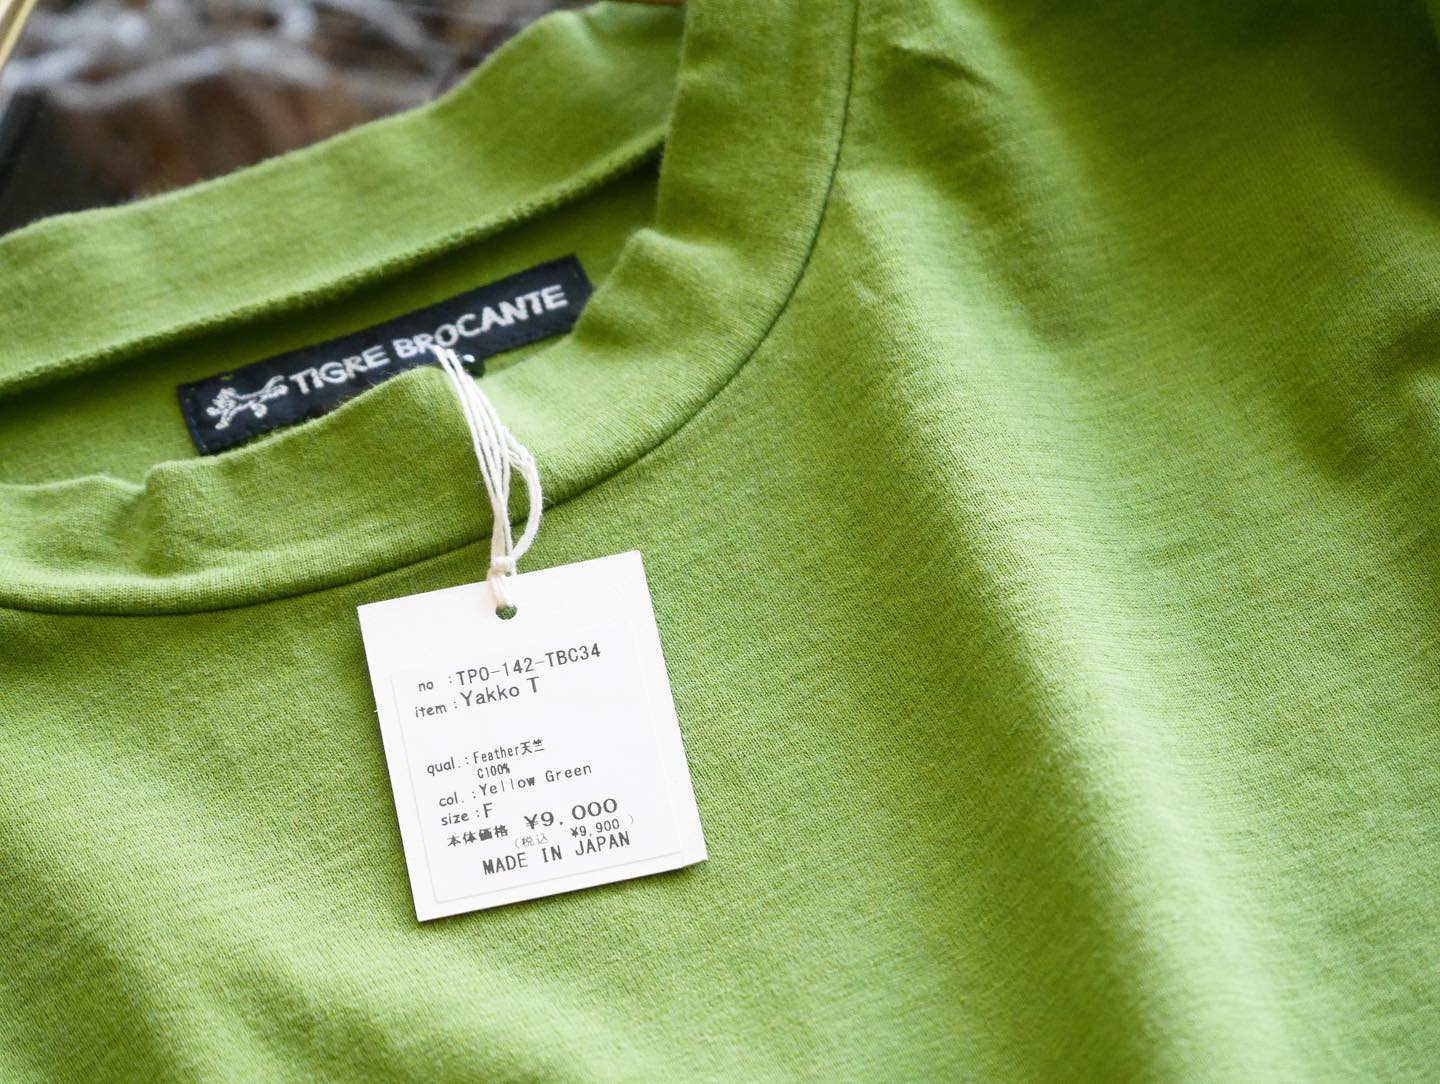 TIGRE BROCANTE
no :TPO-142-TBC34
item:Yakko T
qual.:Feather天竺
C100%
col.:Yellow Green
size:F
本体価格 ¥9,000
(税込 ¥9,900 )
MADE IN JAPAN